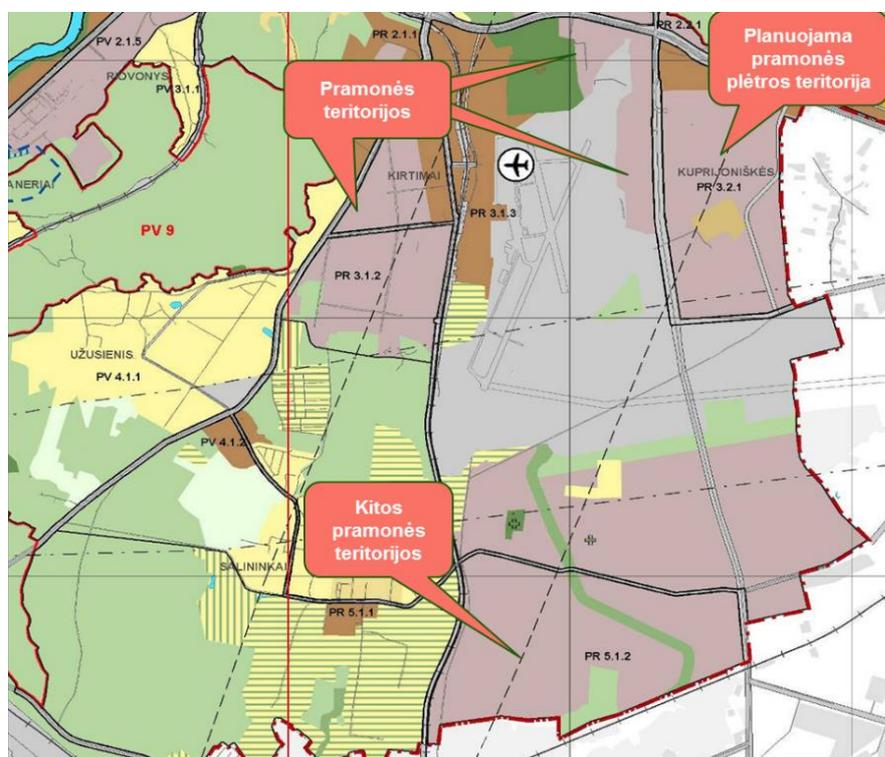 PV 2.1.5
RIOVONYS
PV 3.1.1
PR 2.1.1
PR 2.2.1
Planuojama
pramonės
plėtros teritorija
Pramonės
teritorijos
ANERIAI
KIRTIMAI
KUPRIJONIŠKĖS
PR 3.2.1
PV 9
PR 3.1.3
PR 3.1.2
UŽUSIENIS
PV 4.1.1
PV 4.1.2
Kitos
pramonės
teritorijos
SALININKAI
PR 5.1.1
PR 5.1.2